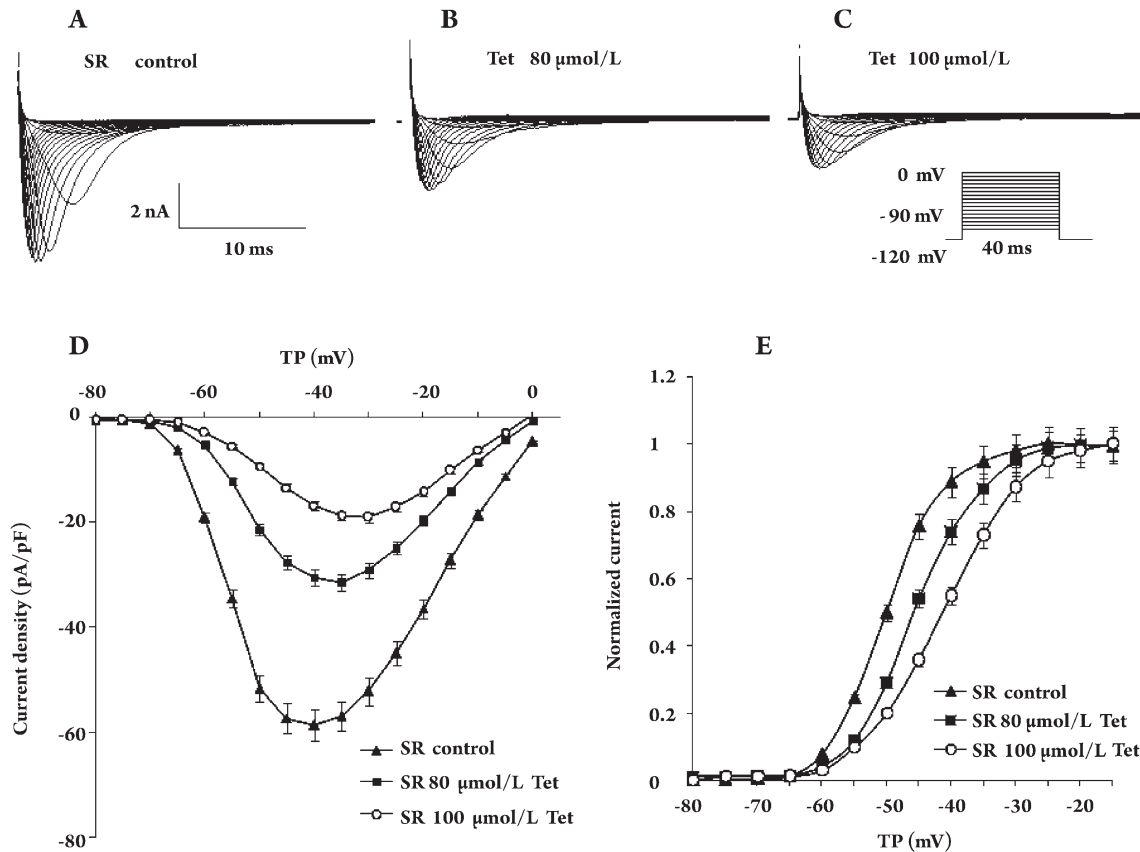 A
B
C
SR control
Tet 80 µmol/L
Tet 100 µmol/L
2 nA
10 ms
0 mV
-90 mV
-120 mV
40 ms
D
TP (mV)
-80 -60 -40 -20 0
0
-20
-40
-60
-80
Current density (pA/pF)
SR control
SR 80 µmol/L Tet
SR 100 µmol/L Tet
E
1.2
1
0.8
0.6
0.4
0.2
0
Normalized current
SR control
SR 80 µmol/L Tet
SR 100 µmol/L Tet
-80 -70 -60 -50 -40 -30 -20
TP (mV)